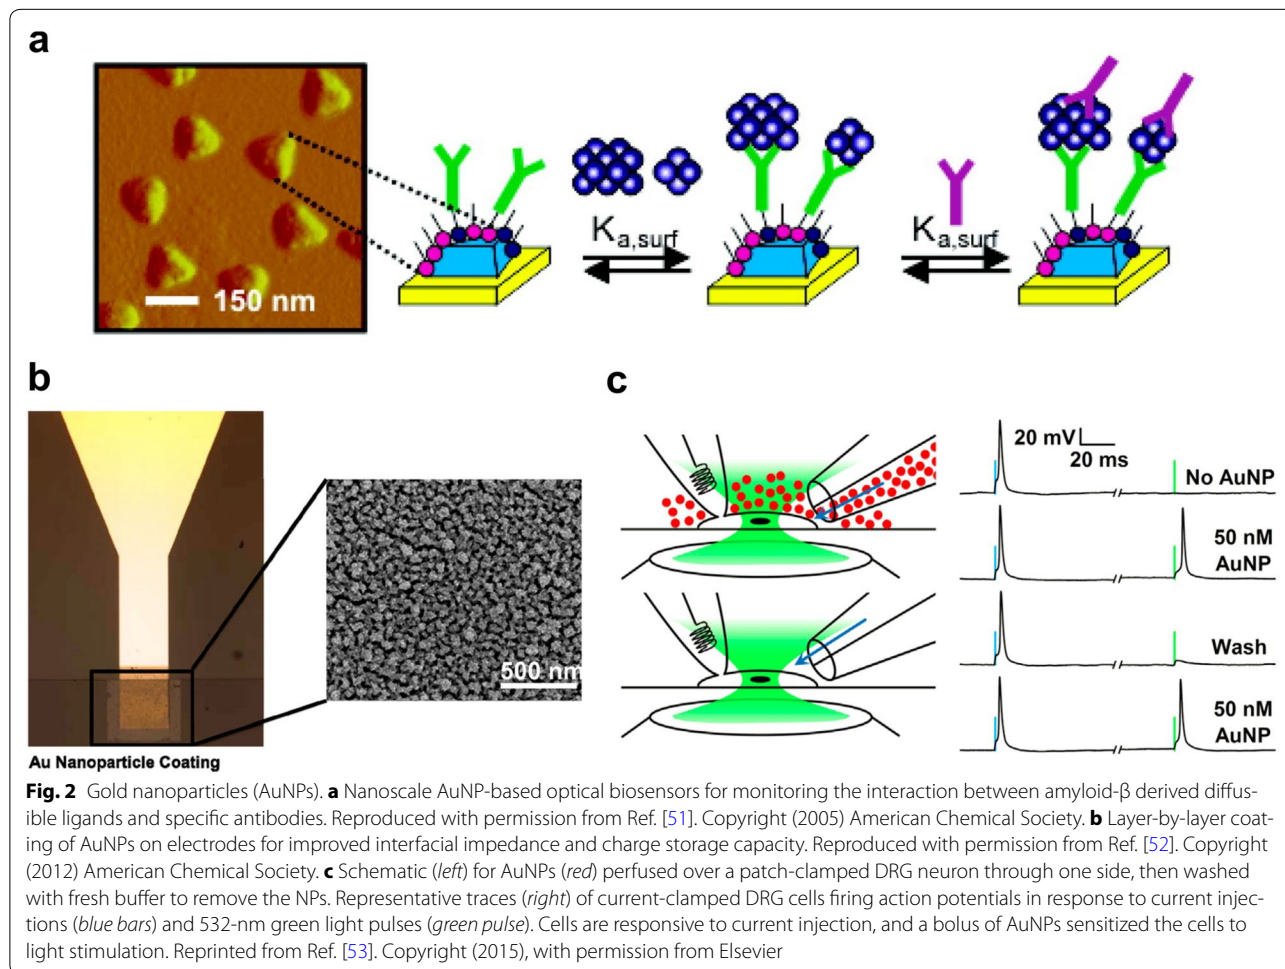 a
150 nm
Ka,surf
Ka,surf
b
500 nm
Au Nanoparticle Coating
c
20 mV
20 ms
No AuNP
50 nM
AuNP
Wash
50 nM
AuNP
Fig. 2 Gold nanoparticles (AuNPs). a Nanoscale AuNP-based optical biosensors for monitoring the interaction between amyloid-β derived diffus-
ible ligands and specific antibodies. Reproduced with permission from Ref. [51]. Copyright (2005) American Chemical Society. b Layer-by-layer coat-
ing of AuNPs on electrodes for improved interfacial impedance and charge storage capacity. Reproduced with permission from Ref. [52]. Copyright
(2012) American Chemical Society. c Schematic (left) for AuNPs (red) perfused over a patch-clamped DRG neuron through one side, then washed
with fresh buffer to remove the NPs. Representative traces (right) of current-clamped DRG cells firing action potentials in response to current injec-
tions (blue bars) and 532-nm green light pulses (green pulse). Cells are responsive to current injection, and a bolus of AuNPs sensitized the cells to
light stimulation. Reprinted from Ref. [53]. Copyright (2015), with permission from Elsevier